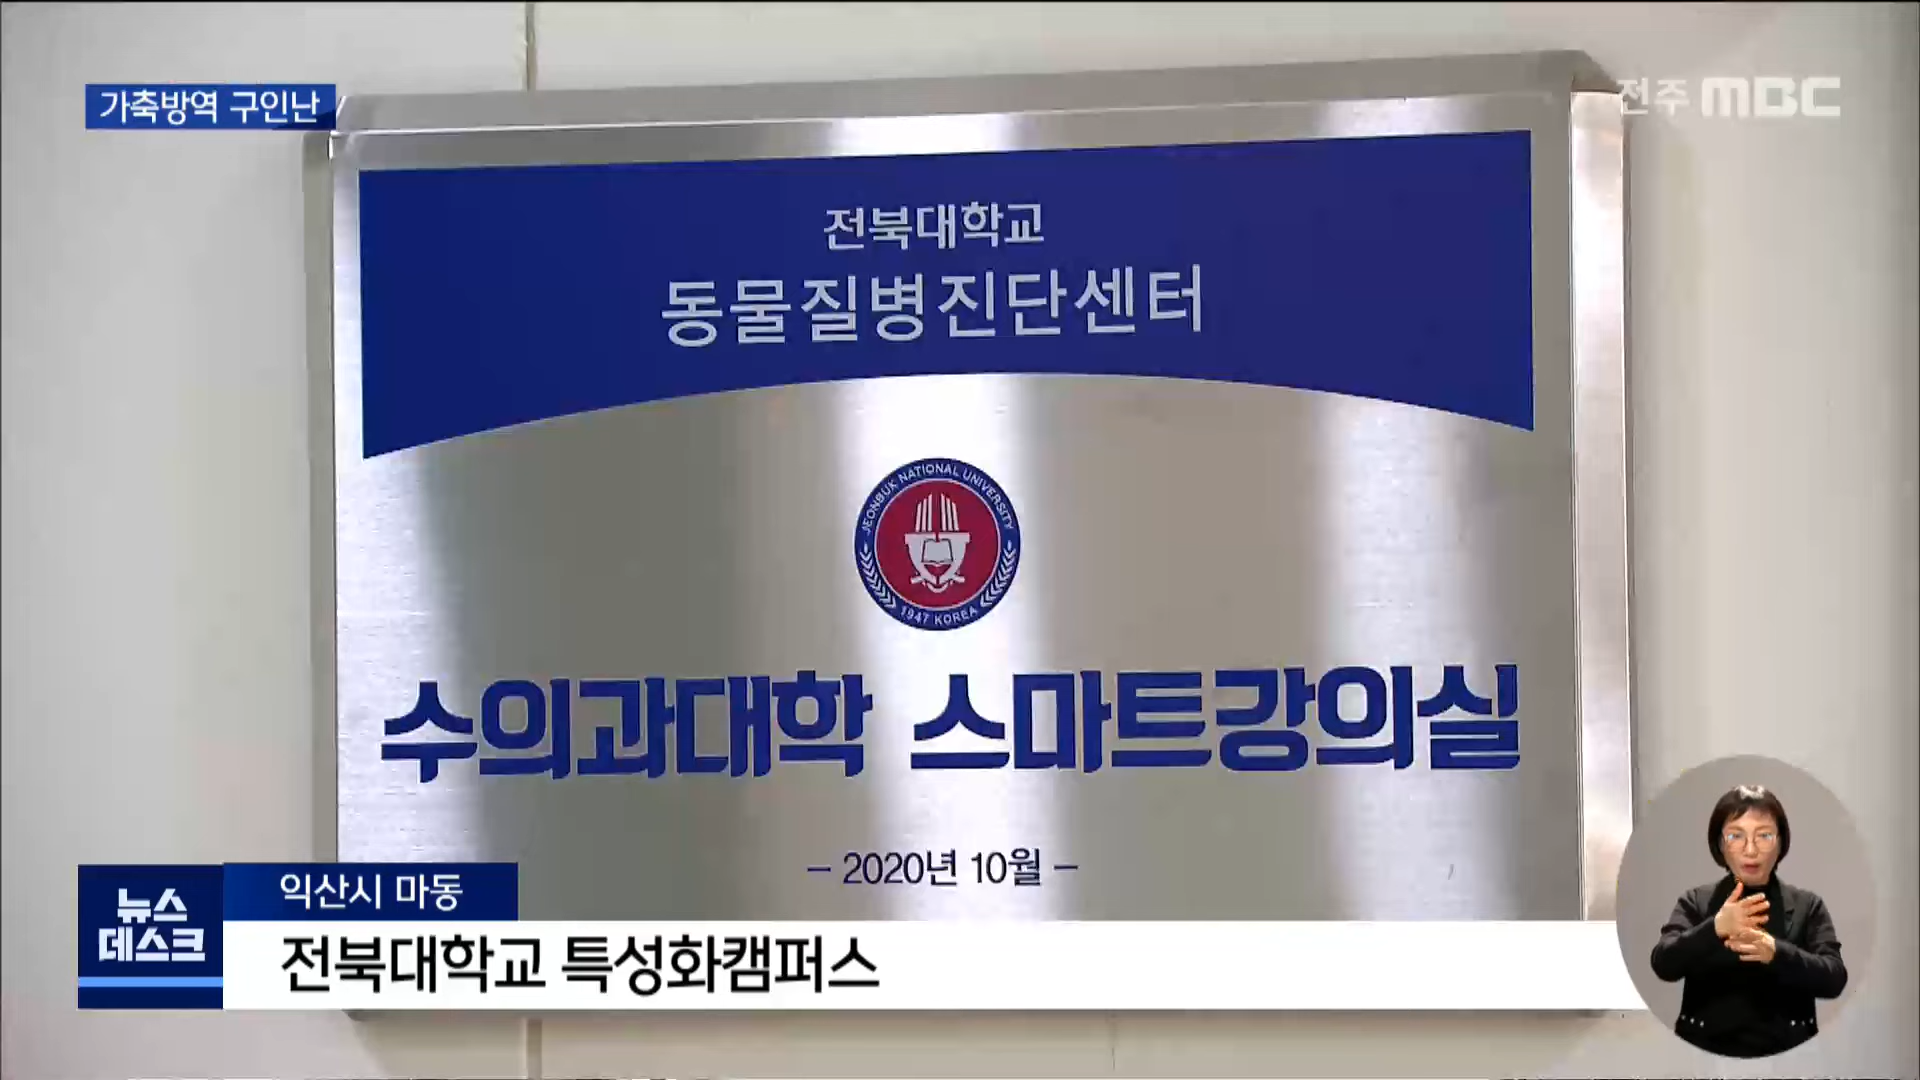 가축방역 구인난
전주 MBC
전북대학교
동물질병진단센터
JEONBUK NATIONAL UNIVERSITY
1947 KOREA
수의과대학 스마트강의실
– 2020년 10월 –
뉴스
데스크
익산시 마동
전북대학교 특성화캠퍼스